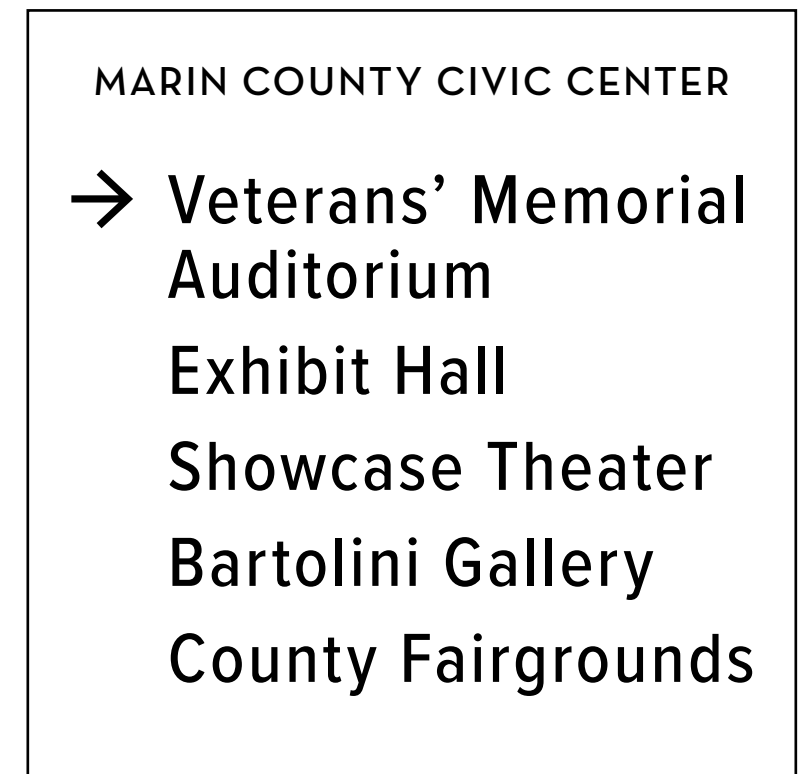 MARIN COUNTY CIVIC CENTER
→ Veterans’ Memorial
Auditorium
Exhibit Hall
Showcase Theater
Bartolini Gallery
County Fairgrounds